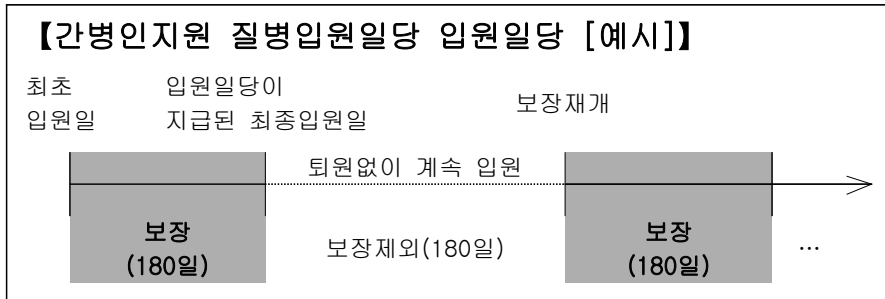 【간병인지원 질병입원일당 입원일당 [예시]】
최초 입원일당이
입원일 지급된 최종입원일
보장재개
퇴원없이 계속 입원
보장
(180일)
보장제외(180일)
보장
(180일)
…